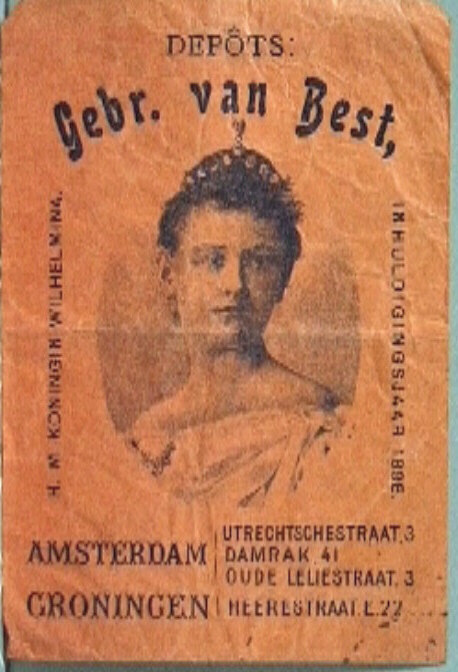 DEPÔTS:
Gebr. van Best,
H. M. KONINGIN WILHELMINA.
INHULDIGINGSJAAR 1898.
AMSTERDAM
UTRECHTSCHESTRAAT, 3
DAMRAK 41
OUDE LELIESTRAAT. 3
GRONINGEN
HEERESTRAAT. E.22